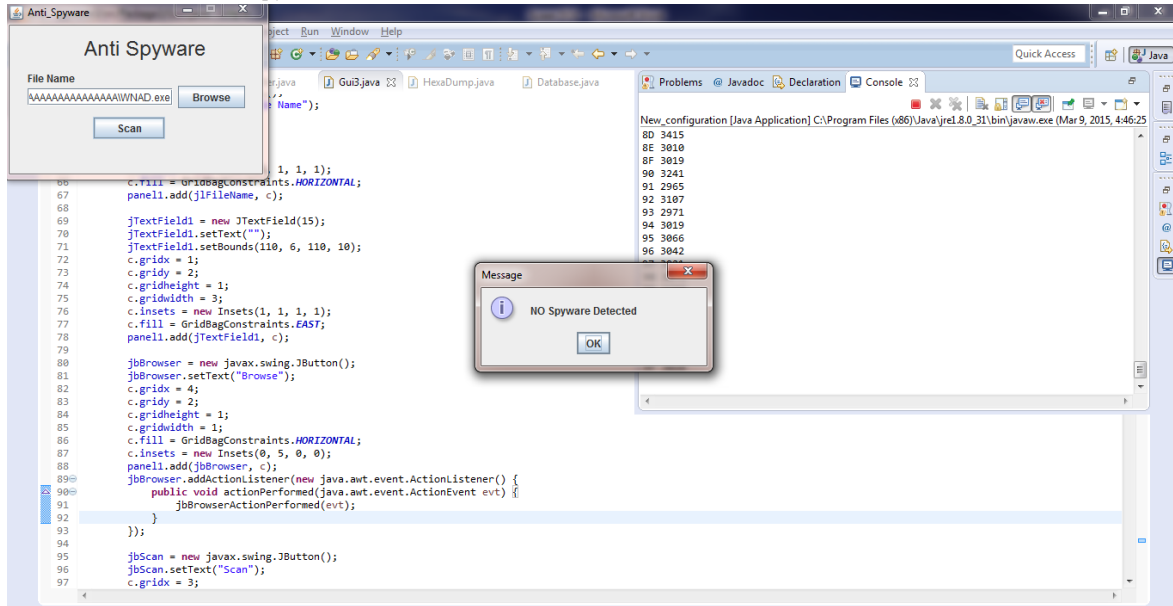 Anti_Spyware
Anti Spyware
File Name
\WNAD.exe
Browse
Scan
Run Window Help
Quick Access
Java
Gui3.java
HexaDump.java
Database.java
Problems @ Javadoc Declaration Console
New_configuration [Java Application] C:\Program Files (x86)\Java\jre1.8.0_31\bin\javaw.exe (Mar 9, 2015, 4:46:25
8D 3415
8E 3010
8F 3019
90 3241
91 2965
92 3107
93 2971
94 3019
95 3066
96 3042
Name");
1, 1, 1);
66 c.fill = GridBagConstraints.HORIZONTAL;
67 panel1.add(jlFileName, c);
68
69 jTextField1 = new JTextField(15);
70 jTextField1.setText("");
71 jTextField1.setBounds(110, 6, 110, 10);
72 c.gridx = 1;
73 c.gridy = 2;
74 c.gridheight = 1;
75 c.gridwidth = 3;
76 c.insets = new Insets(1, 1, 1, 1);
77 c.fill = GridBagConstraints.EAST;
78 panel1.add(jTextField1, c);
79
80 jbBrowser = new javax.swing.JButton();
81 jbBrowser.setText("Browse");
82 c.gridx = 4;
83 c.gridy = 2;
84 c.gridheight = 1;
85 c.gridwidth = 1;
86 c.fill = GridBagConstraints.HORIZONTAL;
87 c.insets = new Insets(0, 5, 0, 0);
88 panel1.add(jbBrowser, c);
89 jbBrowser.addActionListener(new java.awt.event.ActionListener() {
90 public void actionPerformed(java.awt.event.ActionEvent evt) {
91 jbBrowserActionPerformed(evt);
92 }
93 });
94
95 jbScan = new javax.swing.JButton();
96 jbScan.setText("Scan");
97 c.gridx = 3;
Message
NO Spyware Detected
OK